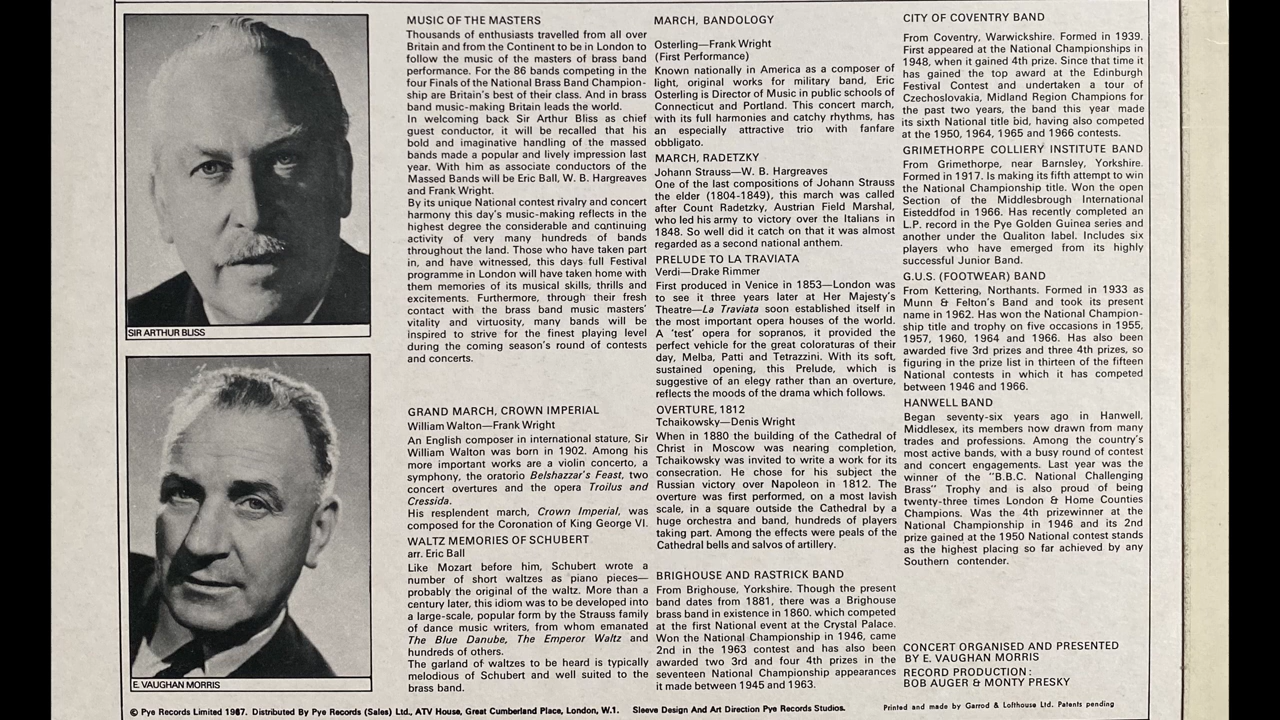 SIR ARTHUR BLISS
E. VAUGHAN MORRIS
MUSIC OF THE MASTERS
Thousands of enthusiasts travelled from all over
Britain and from the Continent to be in London to
follow the music of the masters of brass band
performance. For the 86 bands competing in the
four Finals of the National Brass Band Champion-
ship are Britain's best of their class. And in brass
band music-making Britain leads the world.
In welcoming back Sir Arthur Bliss as chief
guest conductor, it will be recalled that his
bold and imaginative handling of the massed
bands made a popular and lively impression last
year. With him as associate conductors of the
Massed Bands will be Eric Ball, W. B. Hargreaves
and Frank Wright.
By its unique National contest rivalry and concert
harmony this day's music-making reflects in the
highest degree the considerable and continuing
activity of very many hundreds of bands
throughout the land. Those who have taken part
in, and have witnessed, this days full Festival
programme in London will have taken home with
them memories of its musical skills, thrills and
excitements. Furthermore, through their fresh
contact with the brass band music masters'
vitality and virtuosity, many bands will be
inspired to strive for the finest playing level
during the coming season's round of contests
and concerts.
GRAND MARCH, CROWN IMPERIAL
William Walton—Frank Wright
An English composer in international stature, Sir
William Walton was born in 1902. Among his
more important works are a violin concerto, a
symphony, the oratorio Belshazzar's Feast, two
concert overtures and the opera Troilus and
Cressida.
His resplendent march, Crown Imperial, was
composed for the Coronation of King George VI.
WALTZ MEMORIES OF SCHUBERT
arr. Eric Ball
Like Mozart before him, Schubert wrote a
number of short waltzes as piano pieces—
probably the original of the waltz. More than a
century later, this idiom was to be developed into
a large-scale, popular form by the Strauss family
of dance music writers, from whom emanated
The Blue Danube, The Emperor Waltz and
hundreds of others.
The garland of waltzes to be heard is typically
melodious of Schubert and well suited to the
brass band.
MARCH, BANDOLOGY
Osterling—Frank Wright
(First Performance)
Known nationally in America as a composer of
light, original works for military band, Eric
Osterling is Director of Music in public schools of
Connecticut and Portland. This concert march,
with its full harmonies and catchy rhythms, has
an especially attractive trio with fanfare
obbligato.
MARCH, RADETZKY
Johann Strauss—W. B. Hargreaves
One of the last compositions of Johann Strauss
the elder (1804-1849), this march was called
after Count Radetzky, Austrian Field Marshal,
who led his army to victory over the Italians in
1848. So well did it catch on that it was almost
regarded as a second national anthem.
PRELUDE TO LA TRAVIATA
Verdi—Drake Rimmer
First produced in Venice in 1853—London was
to see it three years later at Her Majesty's
Theatre—La Traviata soon established itself in
the most important opera houses of the world.
A 'test' opera for sopranos, it provided the
perfect vehicle for the great coloraturas of their
day, Melba, Patti and Tetrazzini. With its soft,
sustained opening, this Prelude, which is
suggestive of an elegy rather than an overture,
reflects the moods of the drama which follows.
OVERTURE, 1812
Tchaikowsky—Denis Wright
When in 1880 the building of the Cathedral of
Christ in Moscow was nearing completion,
Tchaikowsky was invited to write a work for its
consecration. He chose for his subject the
Russian victory over Napoleon in 1812. The
overture was first performed, on a most lavish
scale, in a square outside the Cathedral by a
huge orchestra and band, hundreds of players
taking part. Among the effects were peals of the
Cathedral bells and salvos of artillery.
BRIGHOUSE AND RASTRICK BAND
From Brighouse, Yorkshire. Though the present
band dates from 1881, there was a Brighouse
brass band in existence in 1860, which competed
at the first National event at the Crystal Palace.
Won the National Championship in 1946, came
2nd in the 1963 contest and has also been
awarded two 3rd and four 4th prizes in the
seventeen National Championship appearances
it made between 1945 and 1963.
CITY OF COVENTRY BAND
From Coventry, Warwickshire. Formed in 1939.
First appeared at the National Championships in
1948, when it gained 4th prize. Since that time it
has gained the top award at the Edinburgh
Festival Contest and undertaken a tour of
Czechoslovakia, Midland Region Champions for
the past two years, the band this year made
its sixth National title bid, having also competed
at the 1950, 1964, 1965 and 1966 contests.
GRIMETHORPE COLLIERY INSTITUTE BAND
From Grimethorpe, near Barnsley, Yorkshire.
Formed in 1917. Is making its fifth attempt to win
the National Championship title. Won the open
Section of the Middlesbrough International
Eisteddfod in 1966. Has recently completed an
L.P. record in the Pye Golden Guinea series and
another under the Qualiton label. Includes six
players who have emerged from its highly
successful Junior Band.
G.U.S. (FOOTWEAR) BAND
From Kettering, Northants. Formed in 1933 as
Munn & Felton's Band and took its present
name in 1962. Has won the National Champion-
ship title and trophy on five occasions in 1955,
1957, 1960, 1964 and 1966. Has also been
awarded five 3rd prizes and three 4th prizes, so
figuring in the prize list in thirteen of the fifteen
National contests in which it has competed
between 1946 and 1966.
HANWELL BAND
Began seventy-six years ago in Hanwell,
Middlesex, its members now drawn from many
trades and professions. Among the country's
most active bands, with a busy round of contest
and concert engagements. Last year was the
winner of the "B.B.C. National Challenging
Brass" Trophy and is also proud of being
twenty-three times London & Home Counties
Champions. Was the 4th prizewinner at the
National Championship in 1946 and its 2nd
prize gained at the 1950 National contest stands
as the highest placing so far achieved by any
Southern contender.
CONCERT ORGANISED AND PRESENTED
BY E. VAUGHAN MORRIS
RECORD PRODUCTION:
BOB AUGER & MONTY PRESKY
© Pye Records Limited 1967. Distributed By Pye Records (Sales) Ltd., ATV House, Great Cumberland Place, London, W.1. Sleeve Design And Art Direction Pye Records Studios. Printed and made by Garrod & Lofthouse Ltd. Patents pending